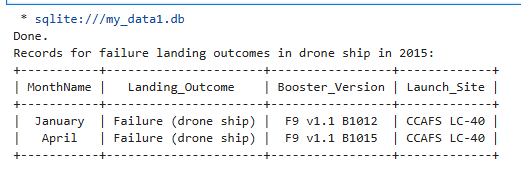 * sqlite:///my_data1.db
Done.
Records for failure landing outcomes in drone ship in 2015:
+-----------+----------------------+-----------------+-------------+
| MonthName |   Landing_Outcome    | Booster_Version | Launch_Site |
+-----------+----------------------+-----------------+-------------+
|  January  | Failure (drone ship) |  F9 v1.1 B1012  | CCAFS LC-40 |
|   April   | Failure (drone ship) |  F9 v1.1 B1015  | CCAFS LC-40 |
+-----------+----------------------+-----------------+-------------+